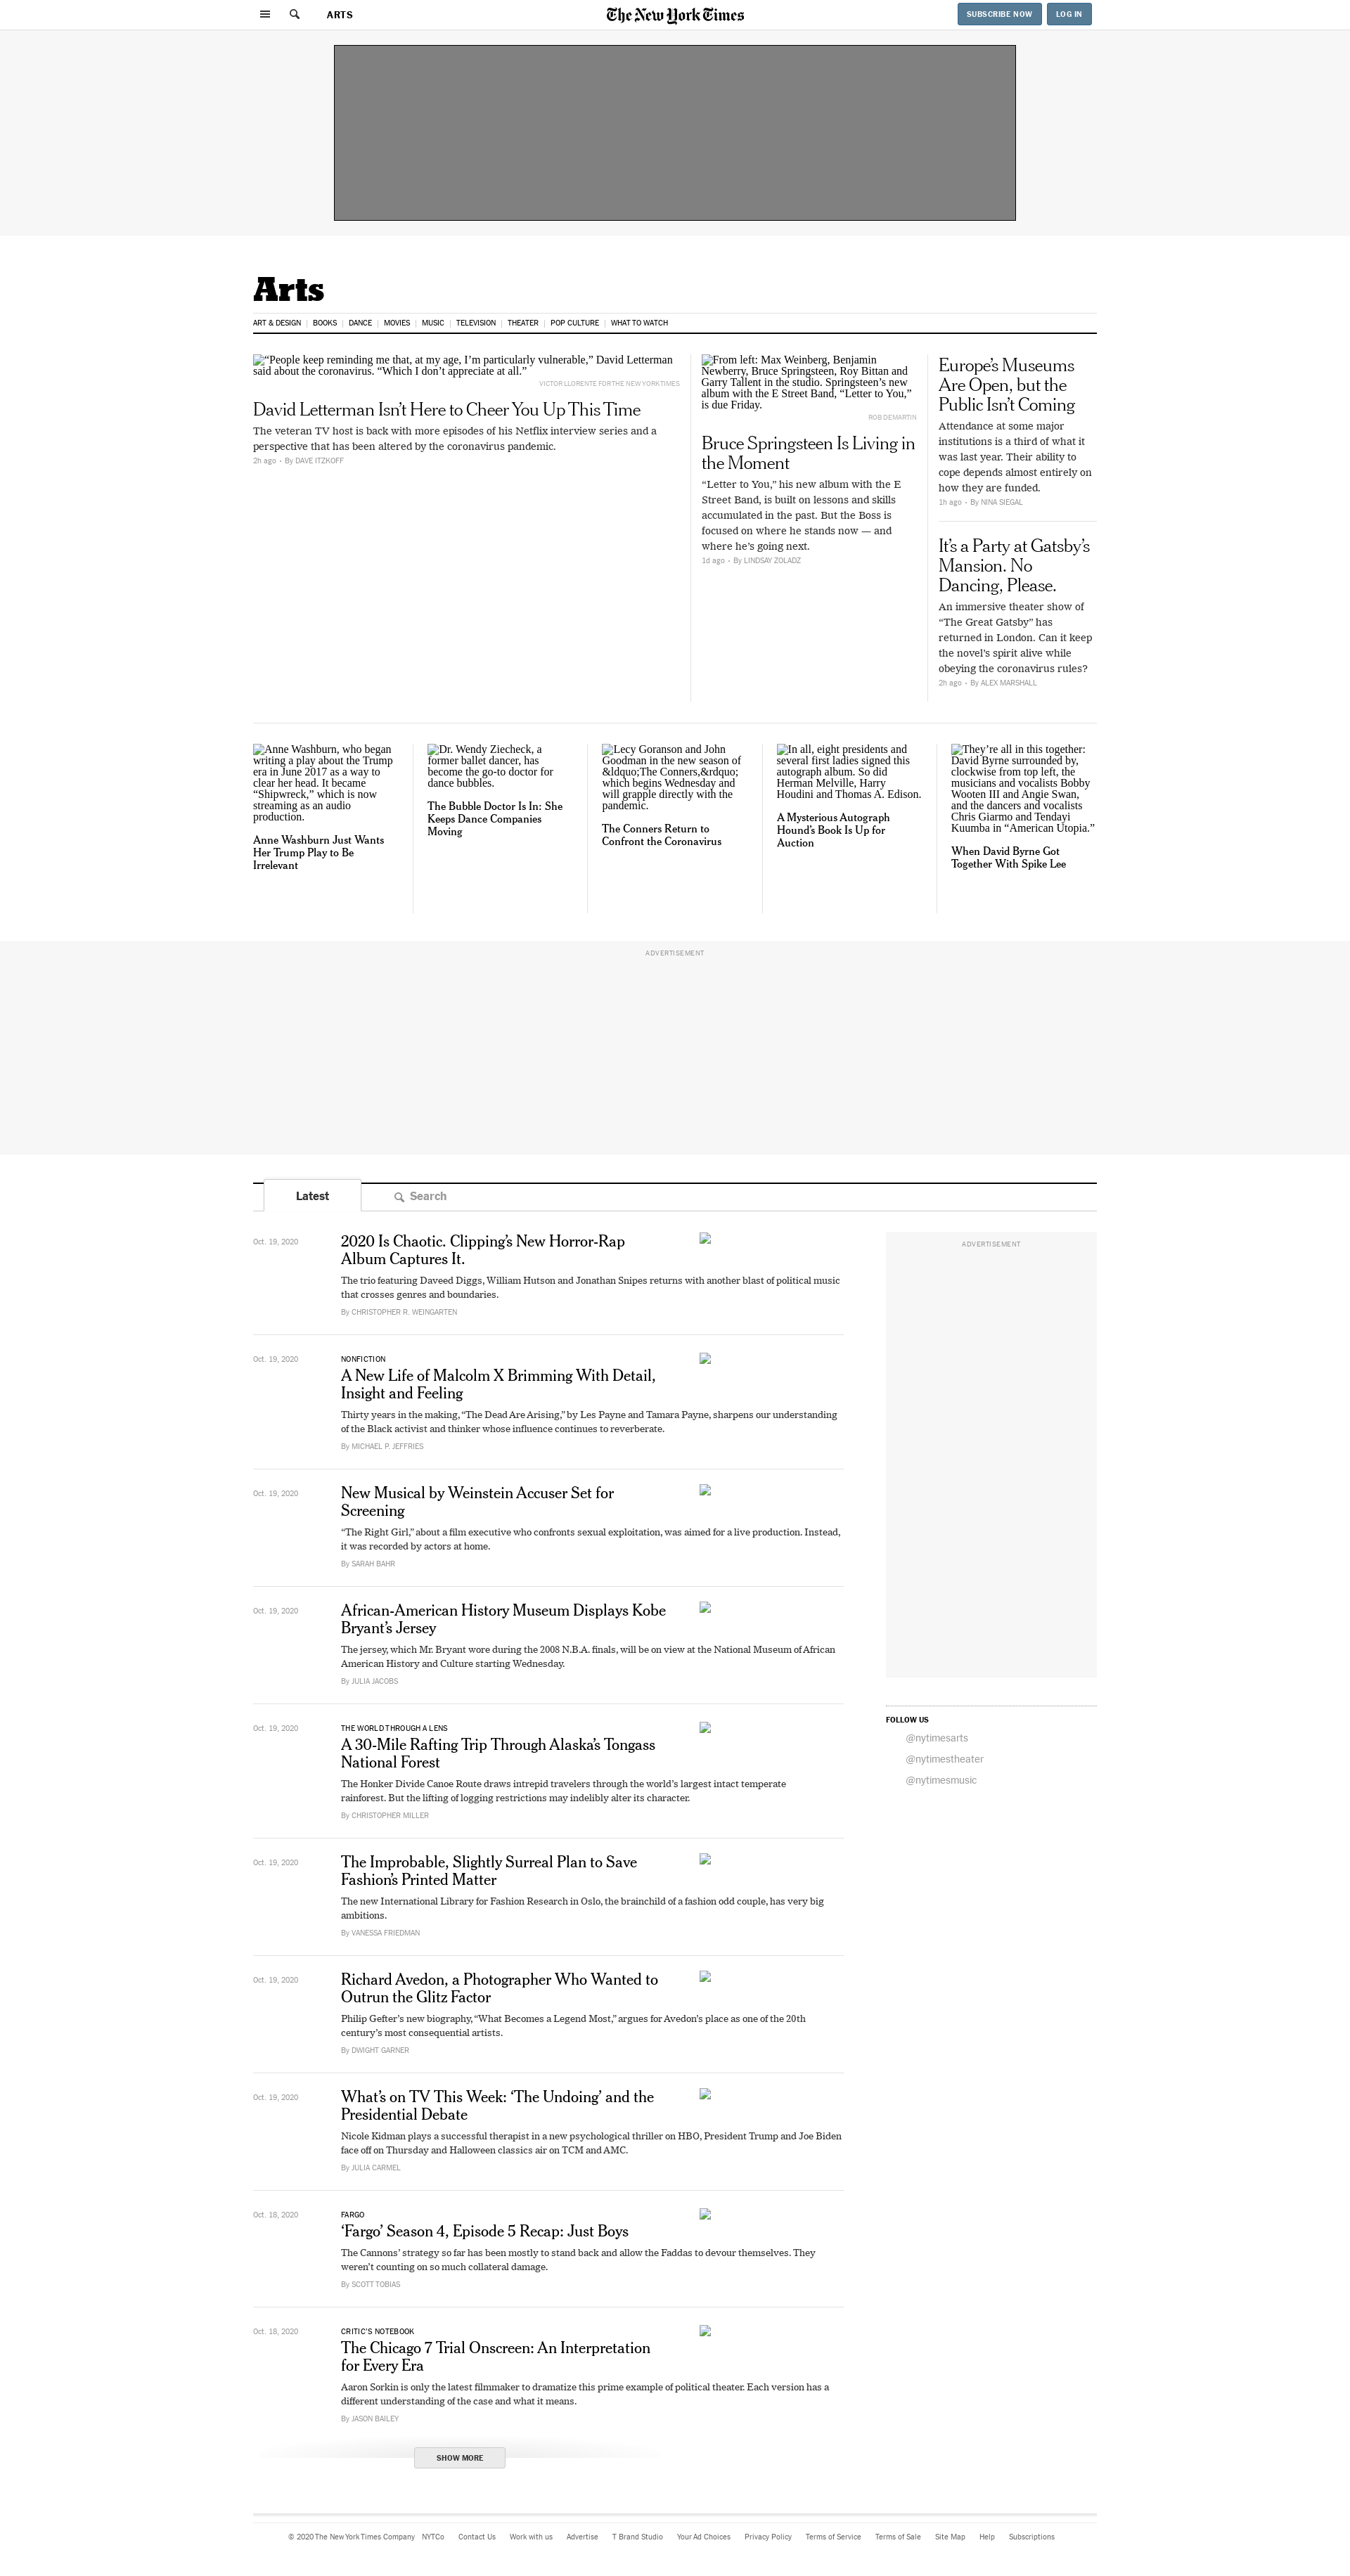 ARTS
The New York Times
SUBSCRIBE NOW
LOG IN
Arts
ART & DESIGN
BOOKS
DANCE
MOVIES
MUSIC
TELEVISION
THEATER
POP CULTURE
WHAT TO WATCH
“People keep reminding me that, at my age, I’m particularly vulnerable,” David Letterman
said about the coronavirus. “Which I don’t appreciate at all.”
VICTOR LLORENTE FOR THE NEW YORK TIMES
David Letterman Isn’t Here to Cheer You Up This Time
The veteran TV host is back with more episodes of his Netflix interview series and a
perspective that has been altered by the coronavirus pandemic.
2h ago • By DAVE ITZKOFF
From left: Max Weinberg, Benjamin
Newberry, Bruce Springsteen, Roy Bittan and
Garry Tallent in the studio. Springsteen’s new
album with the E Street Band, “Letter to You,”
is due Friday.
ROB DEMARTIN
Bruce Springsteen Is Living in
the Moment
“Letter to You,” his new album with the E
Street Band, is built on lessons and skills
accumulated in the past. But the Boss is
focused on where he stands now — and
where he’s going next.
1d ago • By LINDSAY ZOLADZ
Europe’s Museums
Are Open, but the
Public Isn’t Coming
Attendance at some major
institutions is a third of what it
was last year. Their ability to
cope depends almost entirely on
how they are funded.
1h ago • By NINA SIEGAL
It’s a Party at Gatsby’s
Mansion. No
Dancing, Please.
An immersive theater show of
“The Great Gatsby” has
returned in London. Can it keep
the novel’s spirit alive while
obeying the coronavirus rules?
2h ago • By ALEX MARSHALL
Anne Washburn, who began
writing a play about the Trump
era in June 2017 as a way to
clear her head. It became
“Shipwreck,” which is now
streaming as an audio
production.
Anne Washburn Just Wants
Her Trump Play to Be
Irrelevant
Dr. Wendy Ziecheck, a
former ballet dancer, has
become the go-to doctor for
dance bubbles.
The Bubble Doctor Is In: She
Keeps Dance Companies
Moving
Lecy Goranson and John
Goodman in the new season of
&ldquo;The Conners,&rdquo;
which begins Wednesday and
will grapple directly with the
pandemic.
The Conners Return to
Confront the Coronavirus
In all, eight presidents and
several first ladies signed this
autograph album. So did
Herman Melville, Harry
Houdini and Thomas A. Edison.
A Mysterious Autograph
Hound’s Book Is Up for
Auction
They’re all in this together:
David Byrne surrounded by,
clockwise from top left, the
musicians and vocalists Bobby
Wooten III and Angie Swan,
and the dancers and vocalists
Chris Giarmo and Tendayi
Kuumba in “American Utopia.”
When David Byrne Got
Together With Spike Lee
ADVERTISEMENT
Latest
Search
Oct. 19, 2020
2020 Is Chaotic. Clipping’s New Horror-Rap
Album Captures It.
The trio featuring Daveed Diggs, William Hutson and Jonathan Snipes returns with another blast of political music
that crosses genres and boundaries.
By CHRISTOPHER R. WEINGARTEN
Oct. 19, 2020
NONFICTION
A New Life of Malcolm X Brimming With Detail,
Insight and Feeling
Thirty years in the making, “The Dead Are Arising,” by Les Payne and Tamara Payne, sharpens our understanding
of the Black activist and thinker whose influence continues to reverberate.
By MICHAEL P. JEFFRIES
Oct. 19, 2020
New Musical by Weinstein Accuser Set for
Screening
“The Right Girl,” about a film executive who confronts sexual exploitation, was aimed for a live production. Instead,
it was recorded by actors at home.
By SARAH BAHR
Oct. 19, 2020
African-American History Museum Displays Kobe
Bryant’s Jersey
The jersey, which Mr. Bryant wore during the 2008 N.B.A. finals, will be on view at the National Museum of African
American History and Culture starting Wednesday.
By JULIA JACOBS
Oct. 19, 2020
THE WORLD THROUGH A LENS
A 30-Mile Rafting Trip Through Alaska’s Tongass
National Forest
The Honker Divide Canoe Route draws intrepid travelers through the world’s largest intact temperate
rainforest. But the lifting of logging restrictions may indelibly alter its character.
By CHRISTOPHER MILLER
Oct. 19, 2020
The Improbable, Slightly Surreal Plan to Save
Fashion’s Printed Matter
The new International Library for Fashion Research in Oslo, the brainchild of a fashion odd couple, has very big
ambitions.
By VANESSA FRIEDMAN
Oct. 19, 2020
Richard Avedon, a Photographer Who Wanted to
Outrun the Glitz Factor
Philip Gefter’s new biography, “What Becomes a Legend Most,” argues for Avedon’s place as one of the 20th
century’s most consequential artists.
By DWIGHT GARNER
Oct. 19, 2020
What’s on TV This Week: ‘The Undoing’ and the
Presidential Debate
Nicole Kidman plays a successful therapist in a new psychological thriller on HBO, President Trump and Joe Biden
face off on Thursday and Halloween classics air on TCM and AMC.
By JULIA CARMEL
Oct. 18, 2020
FARGO
‘Fargo’ Season 4, Episode 5 Recap: Just Boys
The Cannons’ strategy so far has been mostly to stand back and allow the Faddas to devour themselves. They
weren’t counting on so much collateral damage.
By SCOTT TOBIAS
Oct. 18, 2020
CRITIC’S NOTEBOOK
The Chicago 7 Trial Onscreen: An Interpretation
for Every Era
Aaron Sorkin is only the latest filmmaker to dramatize this prime example of political theater. Each version has a
different understanding of the case and what it means.
By JASON BAILEY
SHOW MORE
ADVERTISEMENT
FOLLOW US
@nytimesarts
@nytimestheater
@nytimesmusic
© 2020 The New York Times Company NYTCo Contact Us Work with us Advertise T Brand Studio Your Ad Choices Privacy Policy Terms of Service Terms of Sale Site Map Help Subscriptions